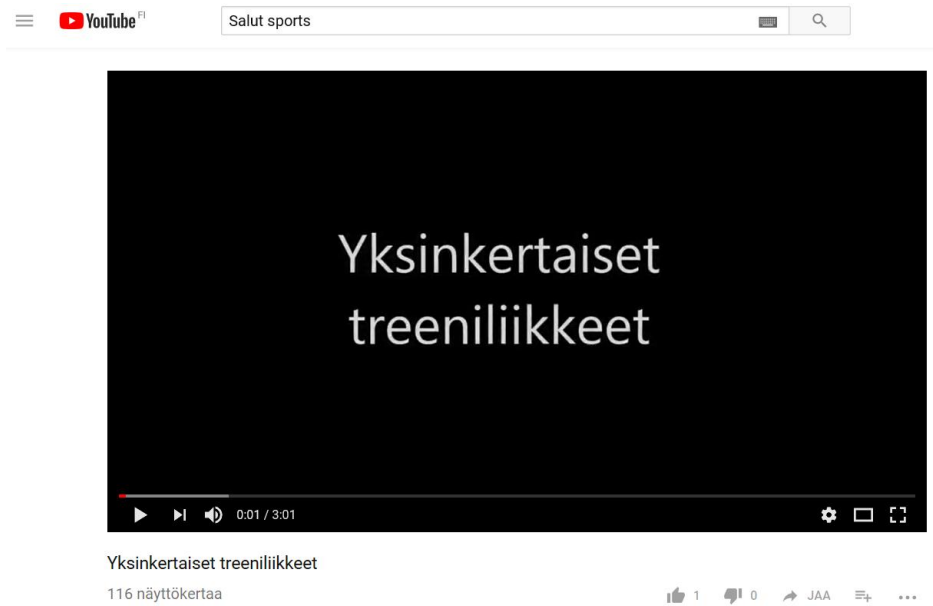 YouTube FI
Salut sports
Yksinkertaiset
treeniliikkeet
0:01 / 3:01
Yksinkertaiset treeniliikkeet
116 näyttökertaa
1
0
JAA